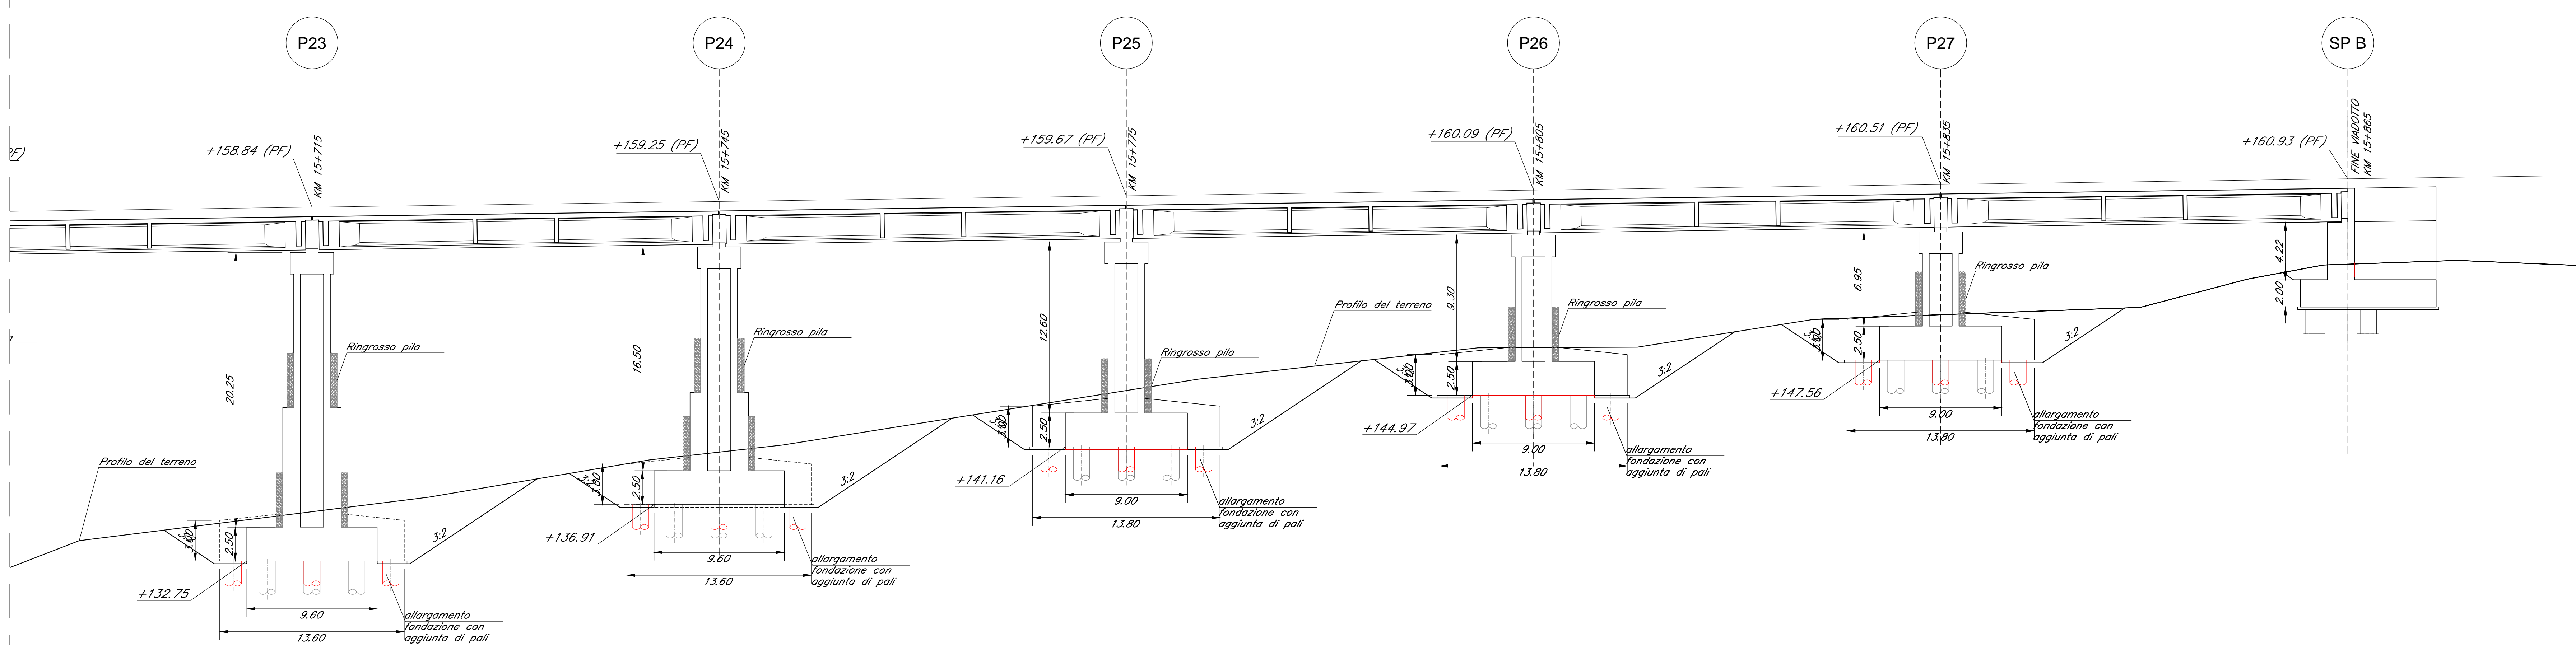 P23
P24
P25
P26
P27
SP B
PF)
+158.84 (PF)
KM 15+715
+159.25 (PF)
KM 15+745
+159.67 (PF)
KM 15+775
+160.09 (PF)
KM 15+805
+160.51 (PF)
KM 15+835
+160.93 (PF)
FINE VIADOTTO
KM 15+865
20.25
Ringrosso pila
Profilo del terreno
2.50
3:2
+132.75
9.60
13.60
allargamento
fondazione con
aggiunta di pali
16.50
Ringrosso pila
2.50
3:2
+136.91
9.60
13.60
allargamento
fondazione con
aggiunta di pali
12.60
Ringrosso pila
2.50
3:2
+141.16
9.00
13.80
allargamento
fondazione con
aggiunta di pali
Profilo del terreno
9.30
Ringrosso pila
2.50
3:2
+144.97
9.00
13.80
allargamento
fondazione con
aggiunta di pali
6.95
Ringrosso pila
2.50
3:2
+147.56
9.00
13.80
allargamento
fondazione con
aggiunta di pali
4.22
2.00